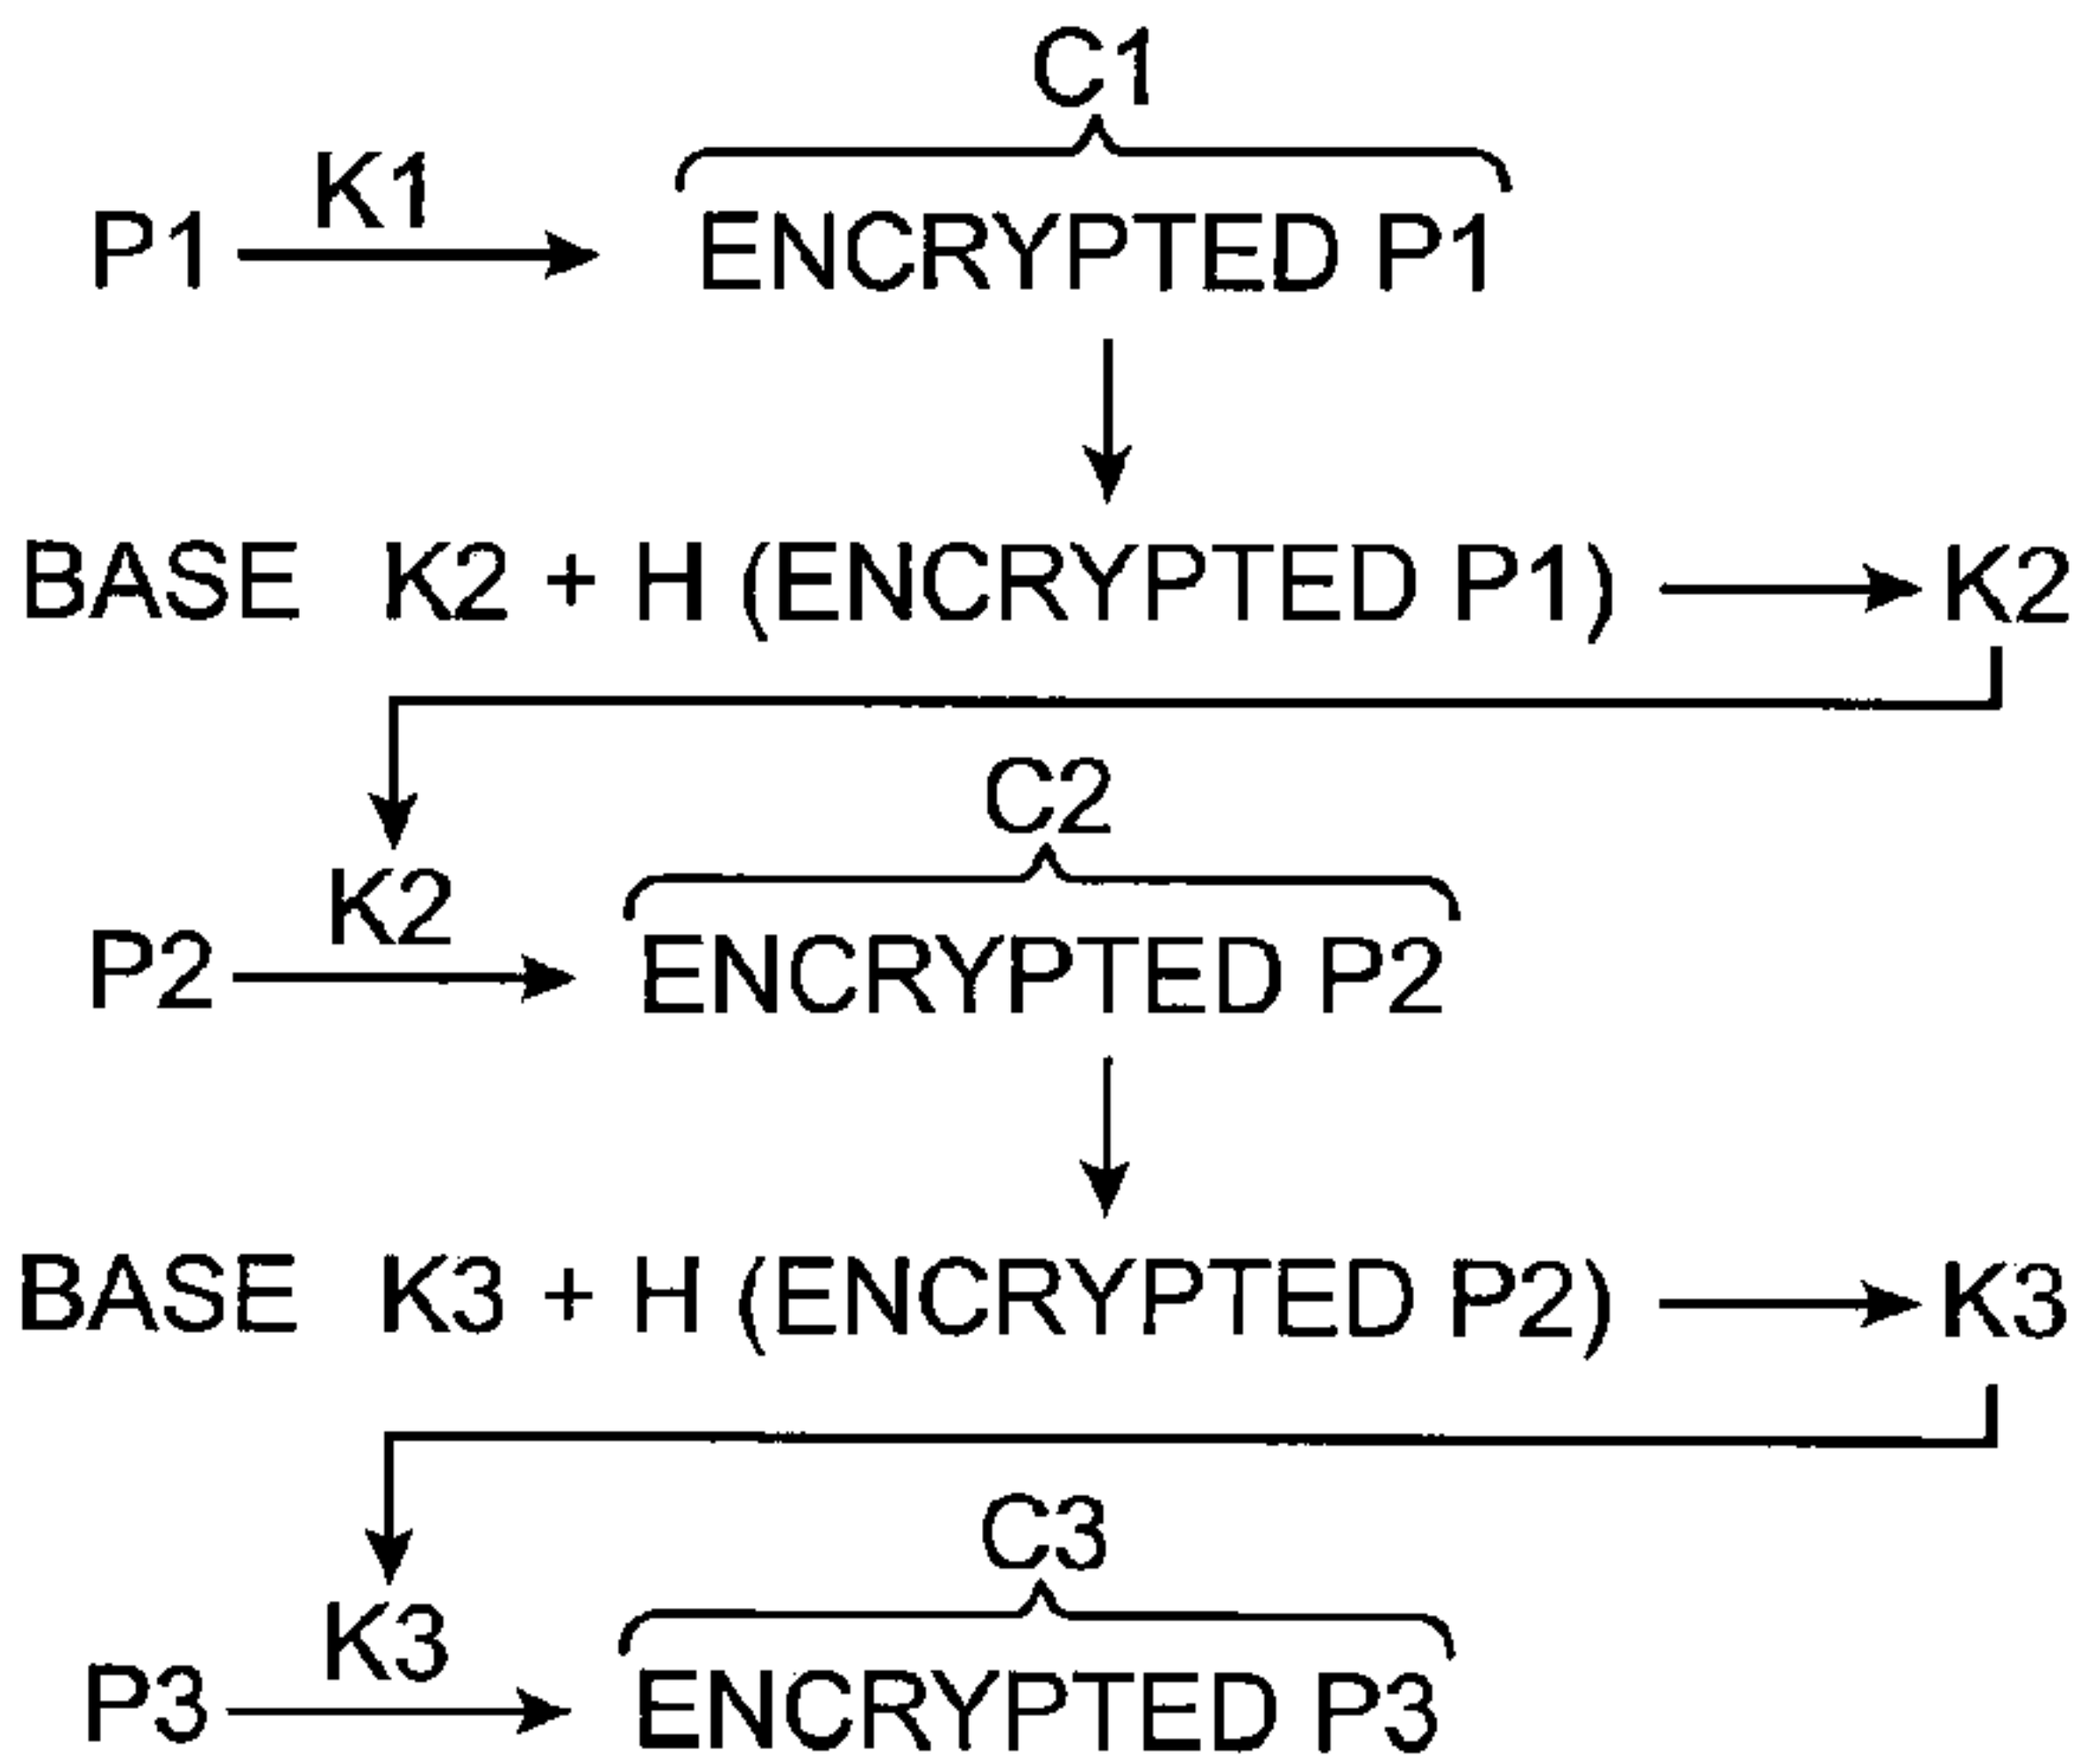 C1
K1
P1 ENCRYPTED P1
BASE K2 + H (ENCRYPTED P1) K2
C2
K2
P2 ENCRYPTED P2
BASE K3 + H (ENCRYPTED P2) K3
C3
K3
P3 ENCRYPTED P3